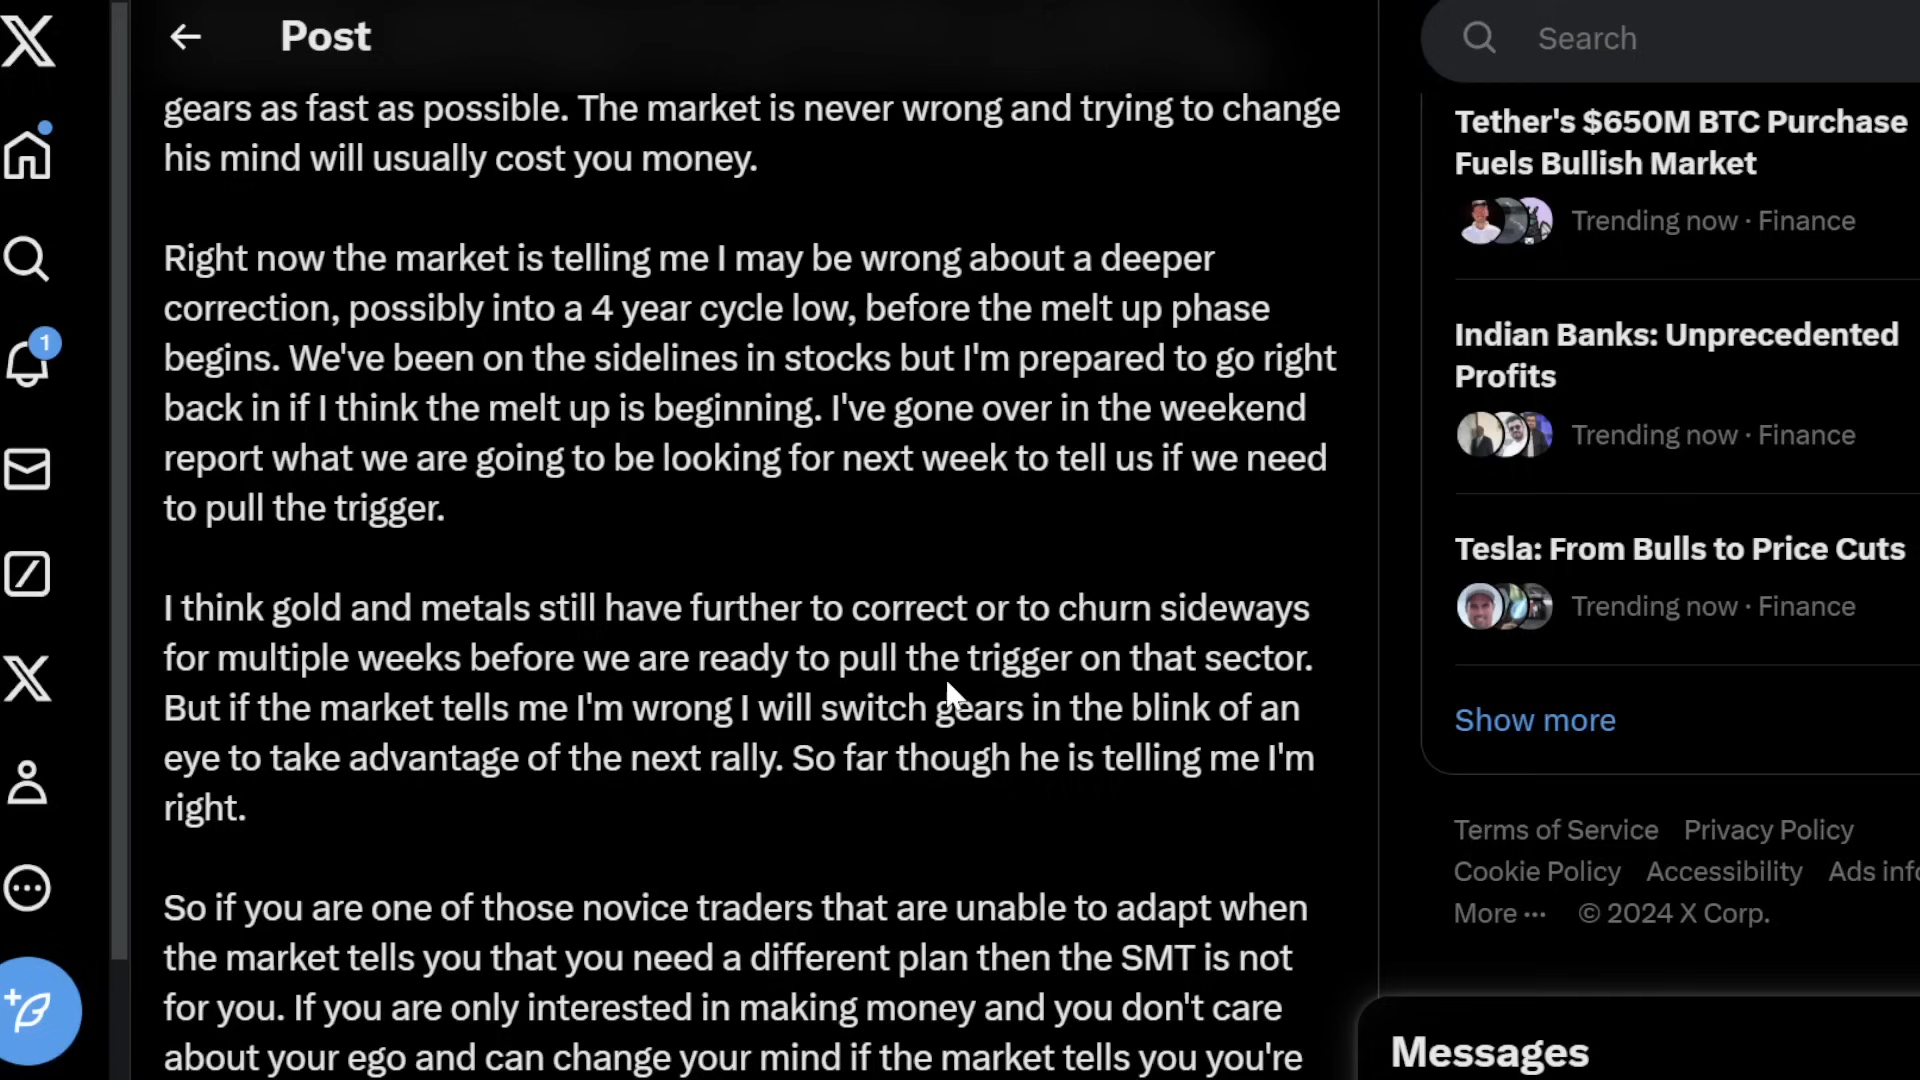 Post
gears as fast as possible. The market is never wrong and trying to change
his mind will usually cost you money.
Right now the market is telling me I may be wrong about a deeper
correction, possibly into a 4 year cycle low, before the melt up phase
begins. We've been on the sidelines in stocks but I'm prepared to go right
back in if I think the melt up is beginning. I've gone over in the weekend
report what we are going to be looking for next week to tell us if we need
to pull the trigger.
I think gold and metals still have further to correct or to churn sideways
for multiple weeks before we are ready to pull the trigger on that sector.
But if the market tells me I'm wrong I will switch gears in the blink of an
eye to take advantage of the next rally. So far though he is telling me I'm
right.
So if you are one of those novice traders that are unable to adapt when
the market tells you that you need a different plan then the SMT is not
for you. If you are only interested in making money and you don't care
about your ego and can change your mind if the market tells you you're
1
Search
Tether's $650M BTC Purchase
Fuels Bullish Market
Trending now · Finance
Indian Banks: Unprecedented
Profits
Trending now · Finance
Tesla: From Bulls to Price Cuts
Trending now · Finance
Show more
Terms of Service Privacy Policy
Cookie Policy Accessibility Ads info
More ··· © 2024 X Corp.
Messages